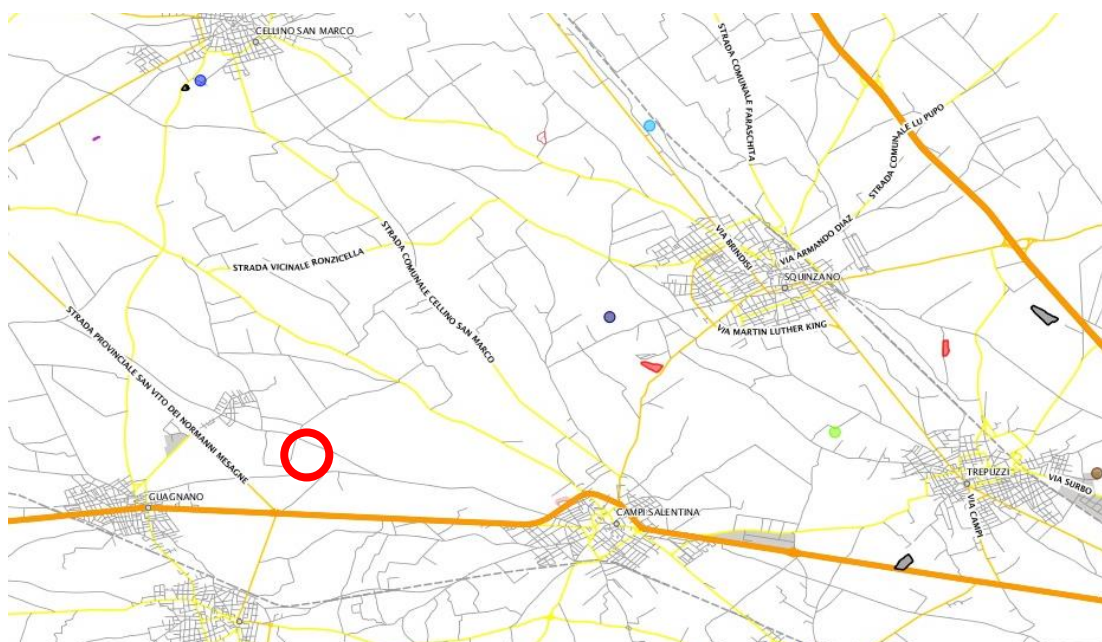 CELLINO SAN MARCO
STRADA COMUNALE FARASCHITA
STRADA COMUNALE LU PUPO
VIA BRINDISI
VIA ARMANDO DIAZ
STRADA VICINALE RONZICELLA
STRADA COMUNALE CELLINO SAN MARCO
SQUINZANO
VIA MARTIN LUTHER KING
STRADA PROVINCIALE SAN VITO DEI NORMANNI MESAGNE
GUAGNANO
CAMPI SALENTINA
TREPUZZI
VIA SURBO
VIA CAMPI